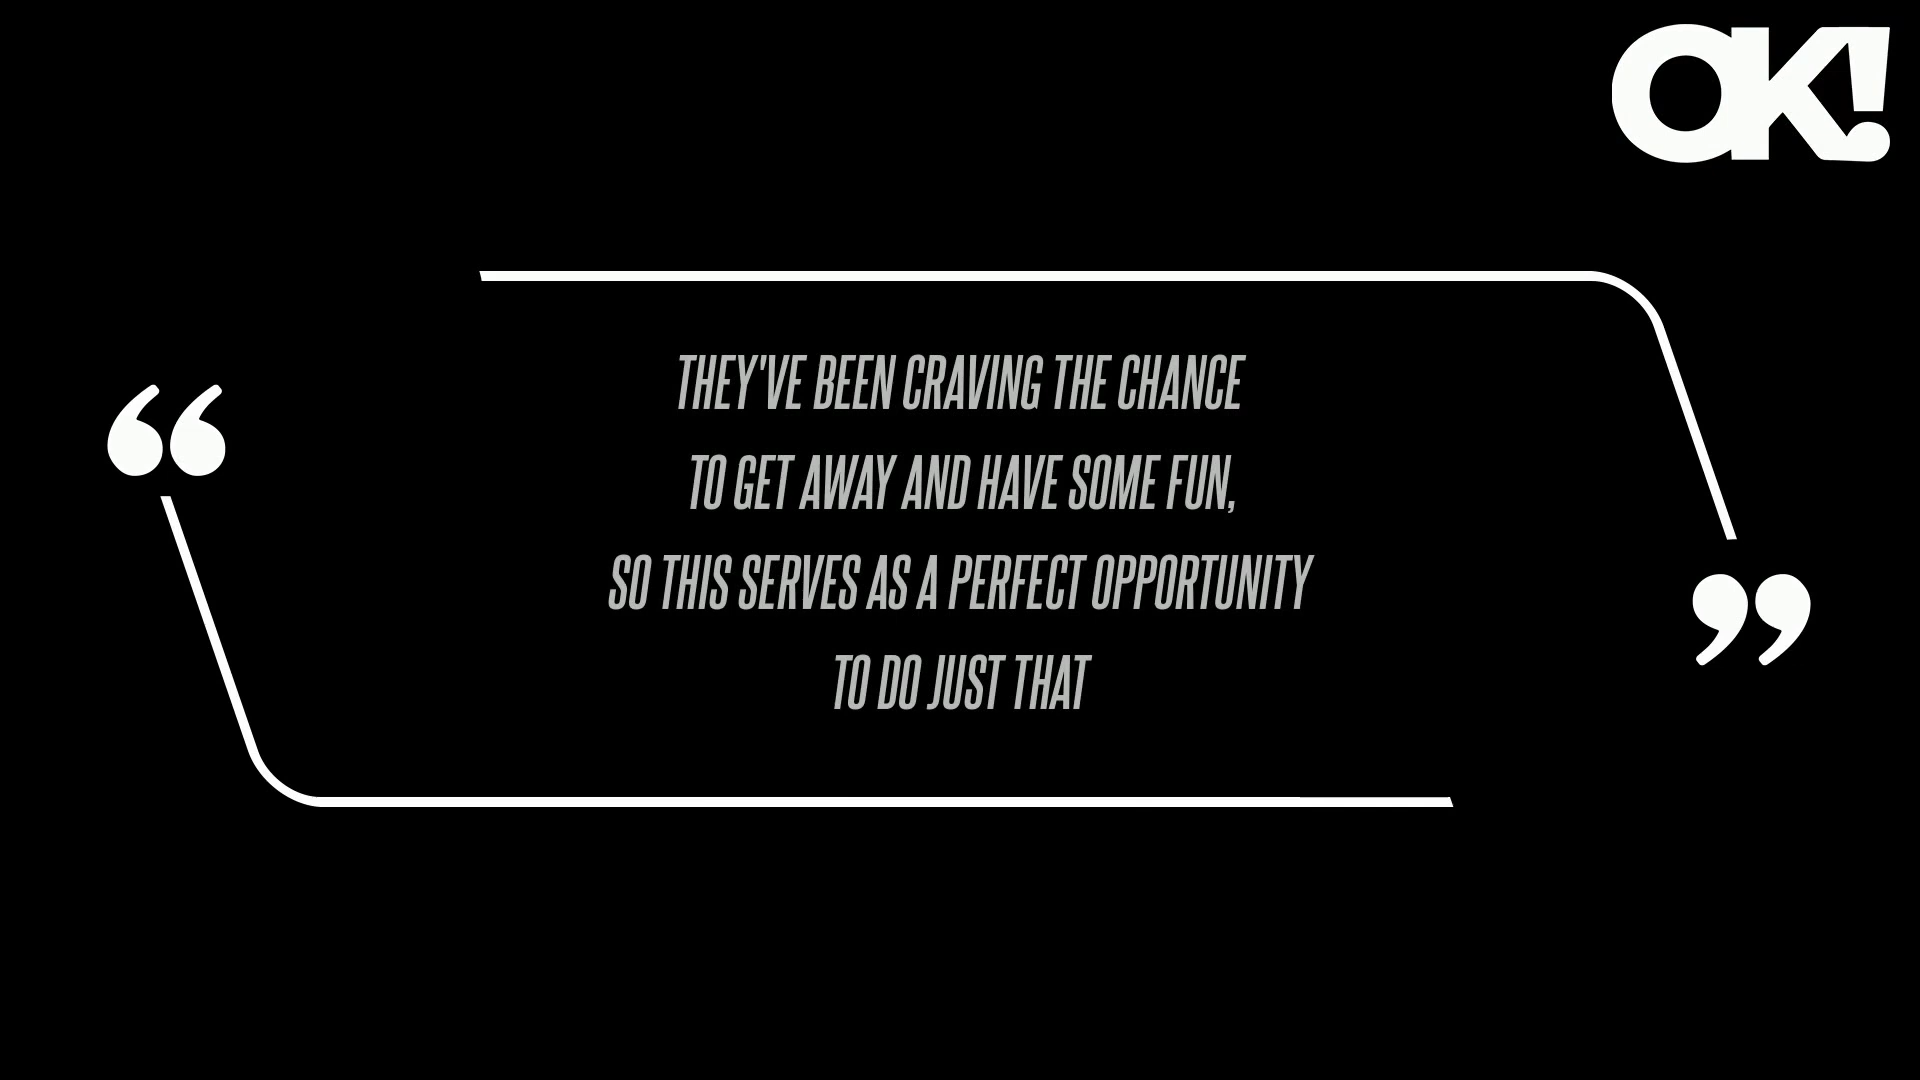 OK!
“
THEY'VE BEEN CRAVING THE CHANCE
TO GET AWAY AND HAVE SOME FUN,
SO THIS SERVES AS A PERFECT OPPORTUNITY
TO DO JUST THAT
”